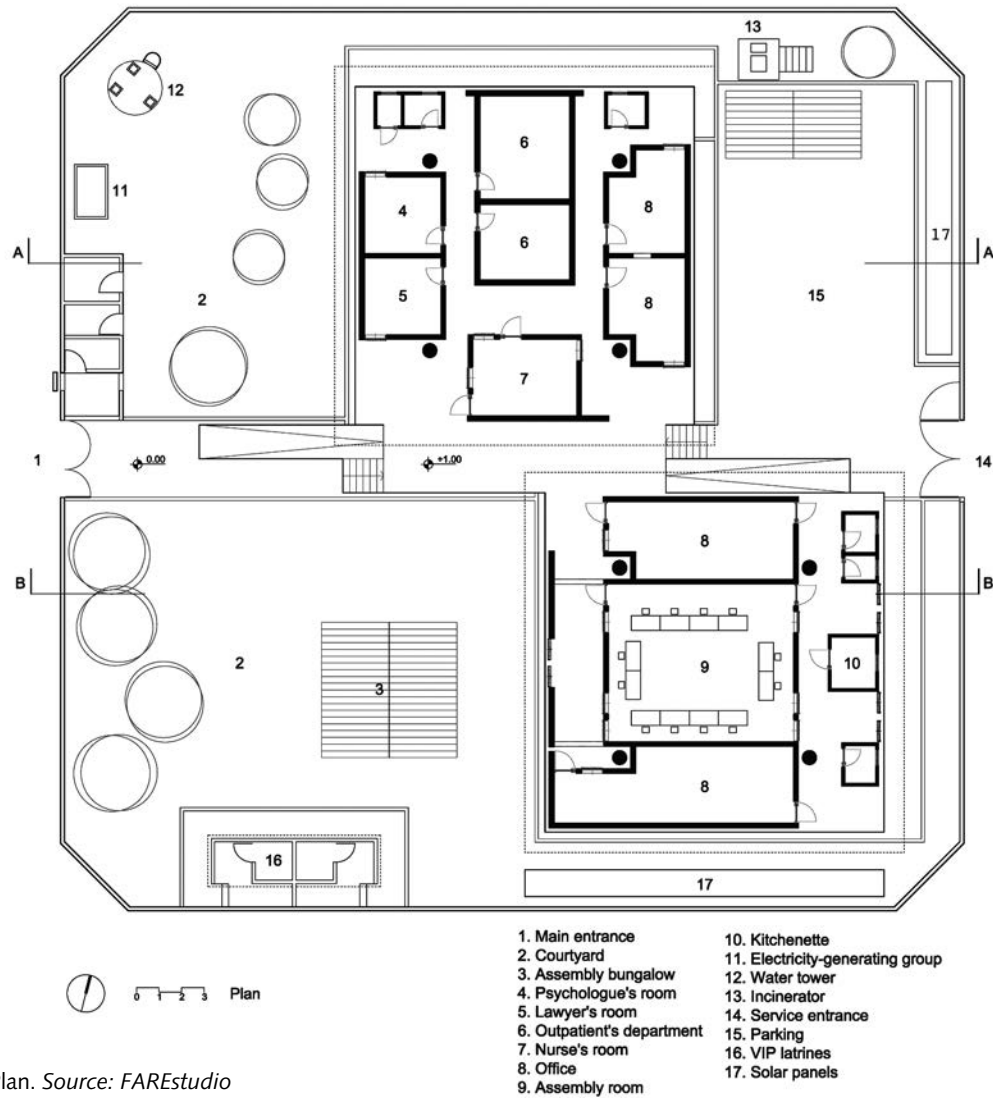 13
12
6
11
4
8
17
A
A
6
2
5
8
15
7
1
0.00
+1.00
14
8
B
B
2
9
10
3
8
16
17
0 1 2 3 Plan
1. Main entrance
2. Courtyard
3. Assembly bungalow
4. Psychologue's room
5. Lawyer's room
6. Outpatient's department
7. Nurse's room
8. Office
9. Assembly room
10. Kitchenette
11. Electricity-generating group
12. Water tower
13. Incinerator
14. Service entrance
15. Parking
16. VIP latrines
17. Solar panels
lan. Source: FAREstudio